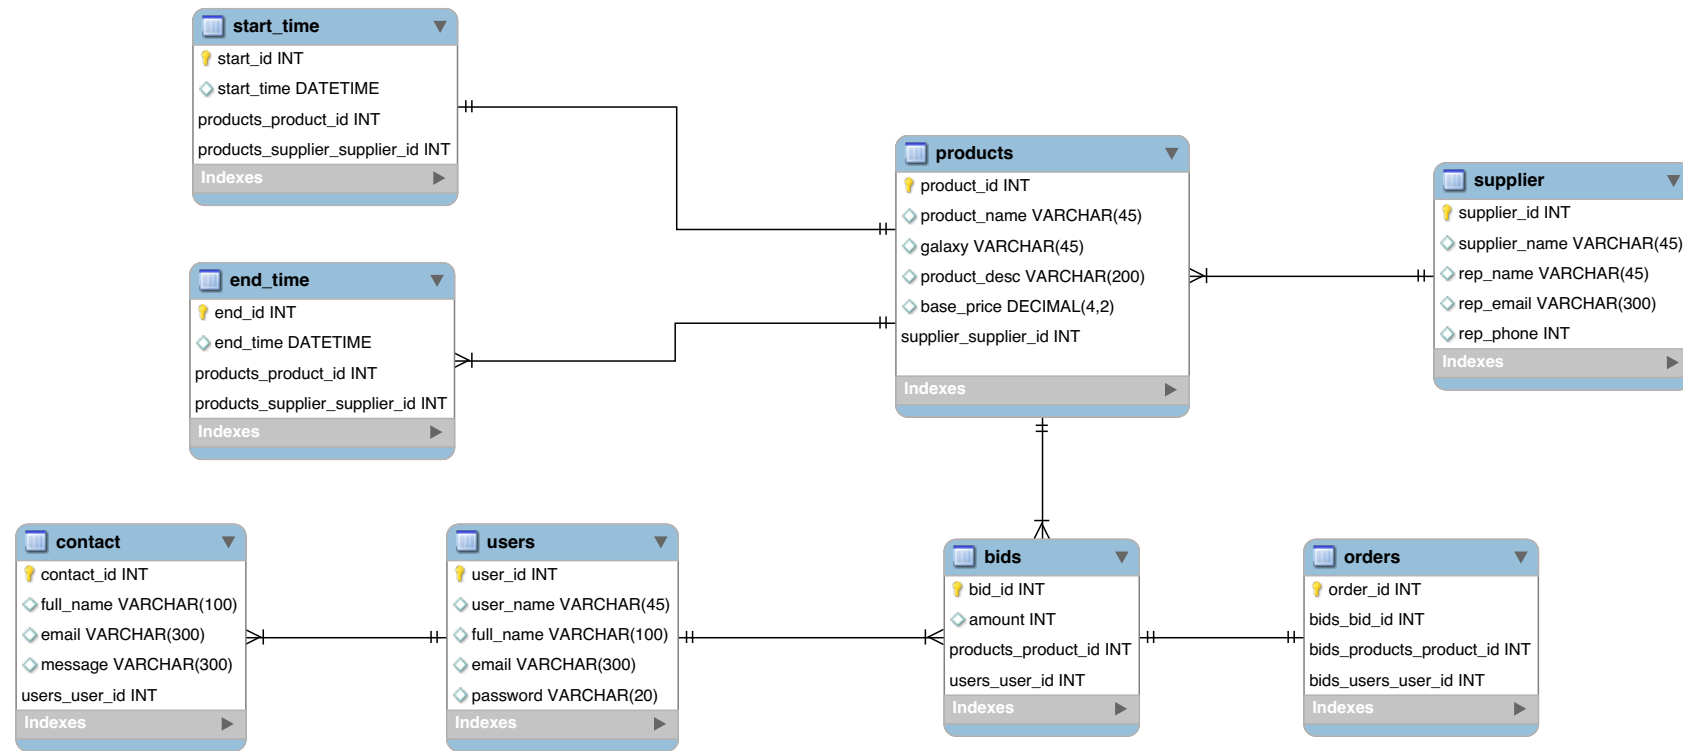 start_time
start_id INT
start_time DATETIME
products_product_id INT
products_supplier_supplier_id INT
Indexes
products
product_id INT
product_name VARCHAR(45)
galaxy VARCHAR(45)
product_desc VARCHAR(200)
base_price DECIMAL(4,2)
supplier_supplier_id INT
Indexes
supplier
supplier_id INT
supplier_name VARCHAR(45)
rep_name VARCHAR(45)
rep_email VARCHAR(300)
rep_phone INT
Indexes
end_time
end_id INT
end_time DATETIME
products_product_id INT
products_supplier_supplier_id INT
Indexes
contact
contact_id INT
full_name VARCHAR(100)
email VARCHAR(300)
message VARCHAR(300)
users_user_id INT
Indexes
users
user_id INT
user_name VARCHAR(45)
full_name VARCHAR(100)
email VARCHAR(300)
password VARCHAR(20)
Indexes
bids
bid_id INT
amount INT
products_product_id INT
users_user_id INT
Indexes
orders
order_id INT
bids_bid_id INT
bids_products_product_id INT
bids_users_user_id INT
Indexes